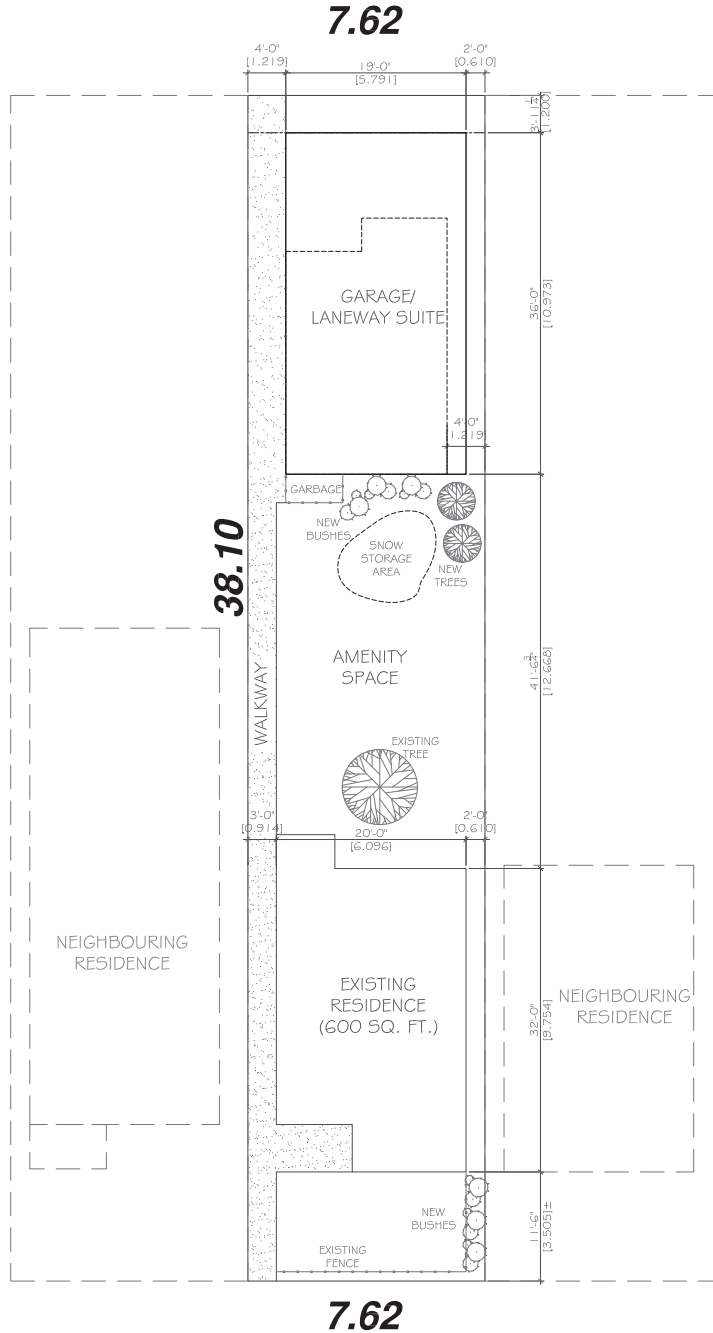 7.62
4'-0"
[1.219]
19'-0"
[5.791]
2'-0"
[0.610]
3'-11 1/4"
[1.200]
GARAGE/
LANEWAY SUITE
36'-0"
[10.973]
4'-0"
1.219
GARBAGE
NEW
BUSHES
SNOW
STORAGE
AREA
NEW
TREES
38.10
AMENITY
SPACE
41'-6 3/4"
[12.668]
WALKWAY
EXISTING
TREE
3'-0"
[0.914]
20'-0"
[6.096]
2'-0"
[0.610]
NEIGHBOURING
RESIDENCE
EXISTING
RESIDENCE
(600 SQ. FT.)
NEIGHBOURING
RESIDENCE
32'-0"
[9.754]
NEW
BUSHES
11'-6"
[3.505]±
EXISTING
FENCE
7.62